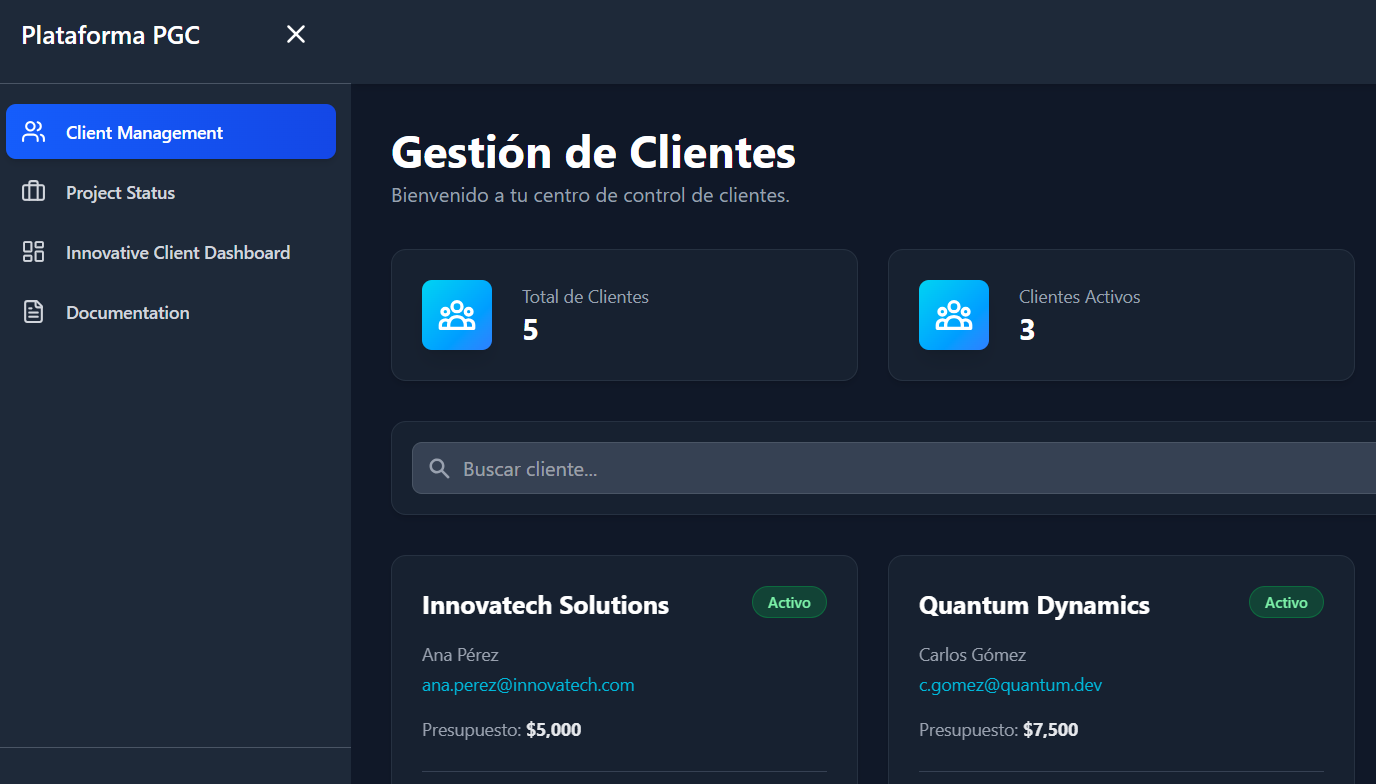 Plataforma PGC
Client Management
Project Status
Innovative Client Dashboard
Documentation
Gestión de Clientes
Bienvenido a tu centro de control de clientes.
Total de Clientes
5
Clientes Activos
3
Buscar cliente...
Innovatech Solutions
Activo
Ana Pérez
ana.perez@innovatech.com
Presupuesto: $5,000
Quantum Dynamics
Activo
Carlos Gómez
c.gomez@quantum.dev
Presupuesto: $7,500